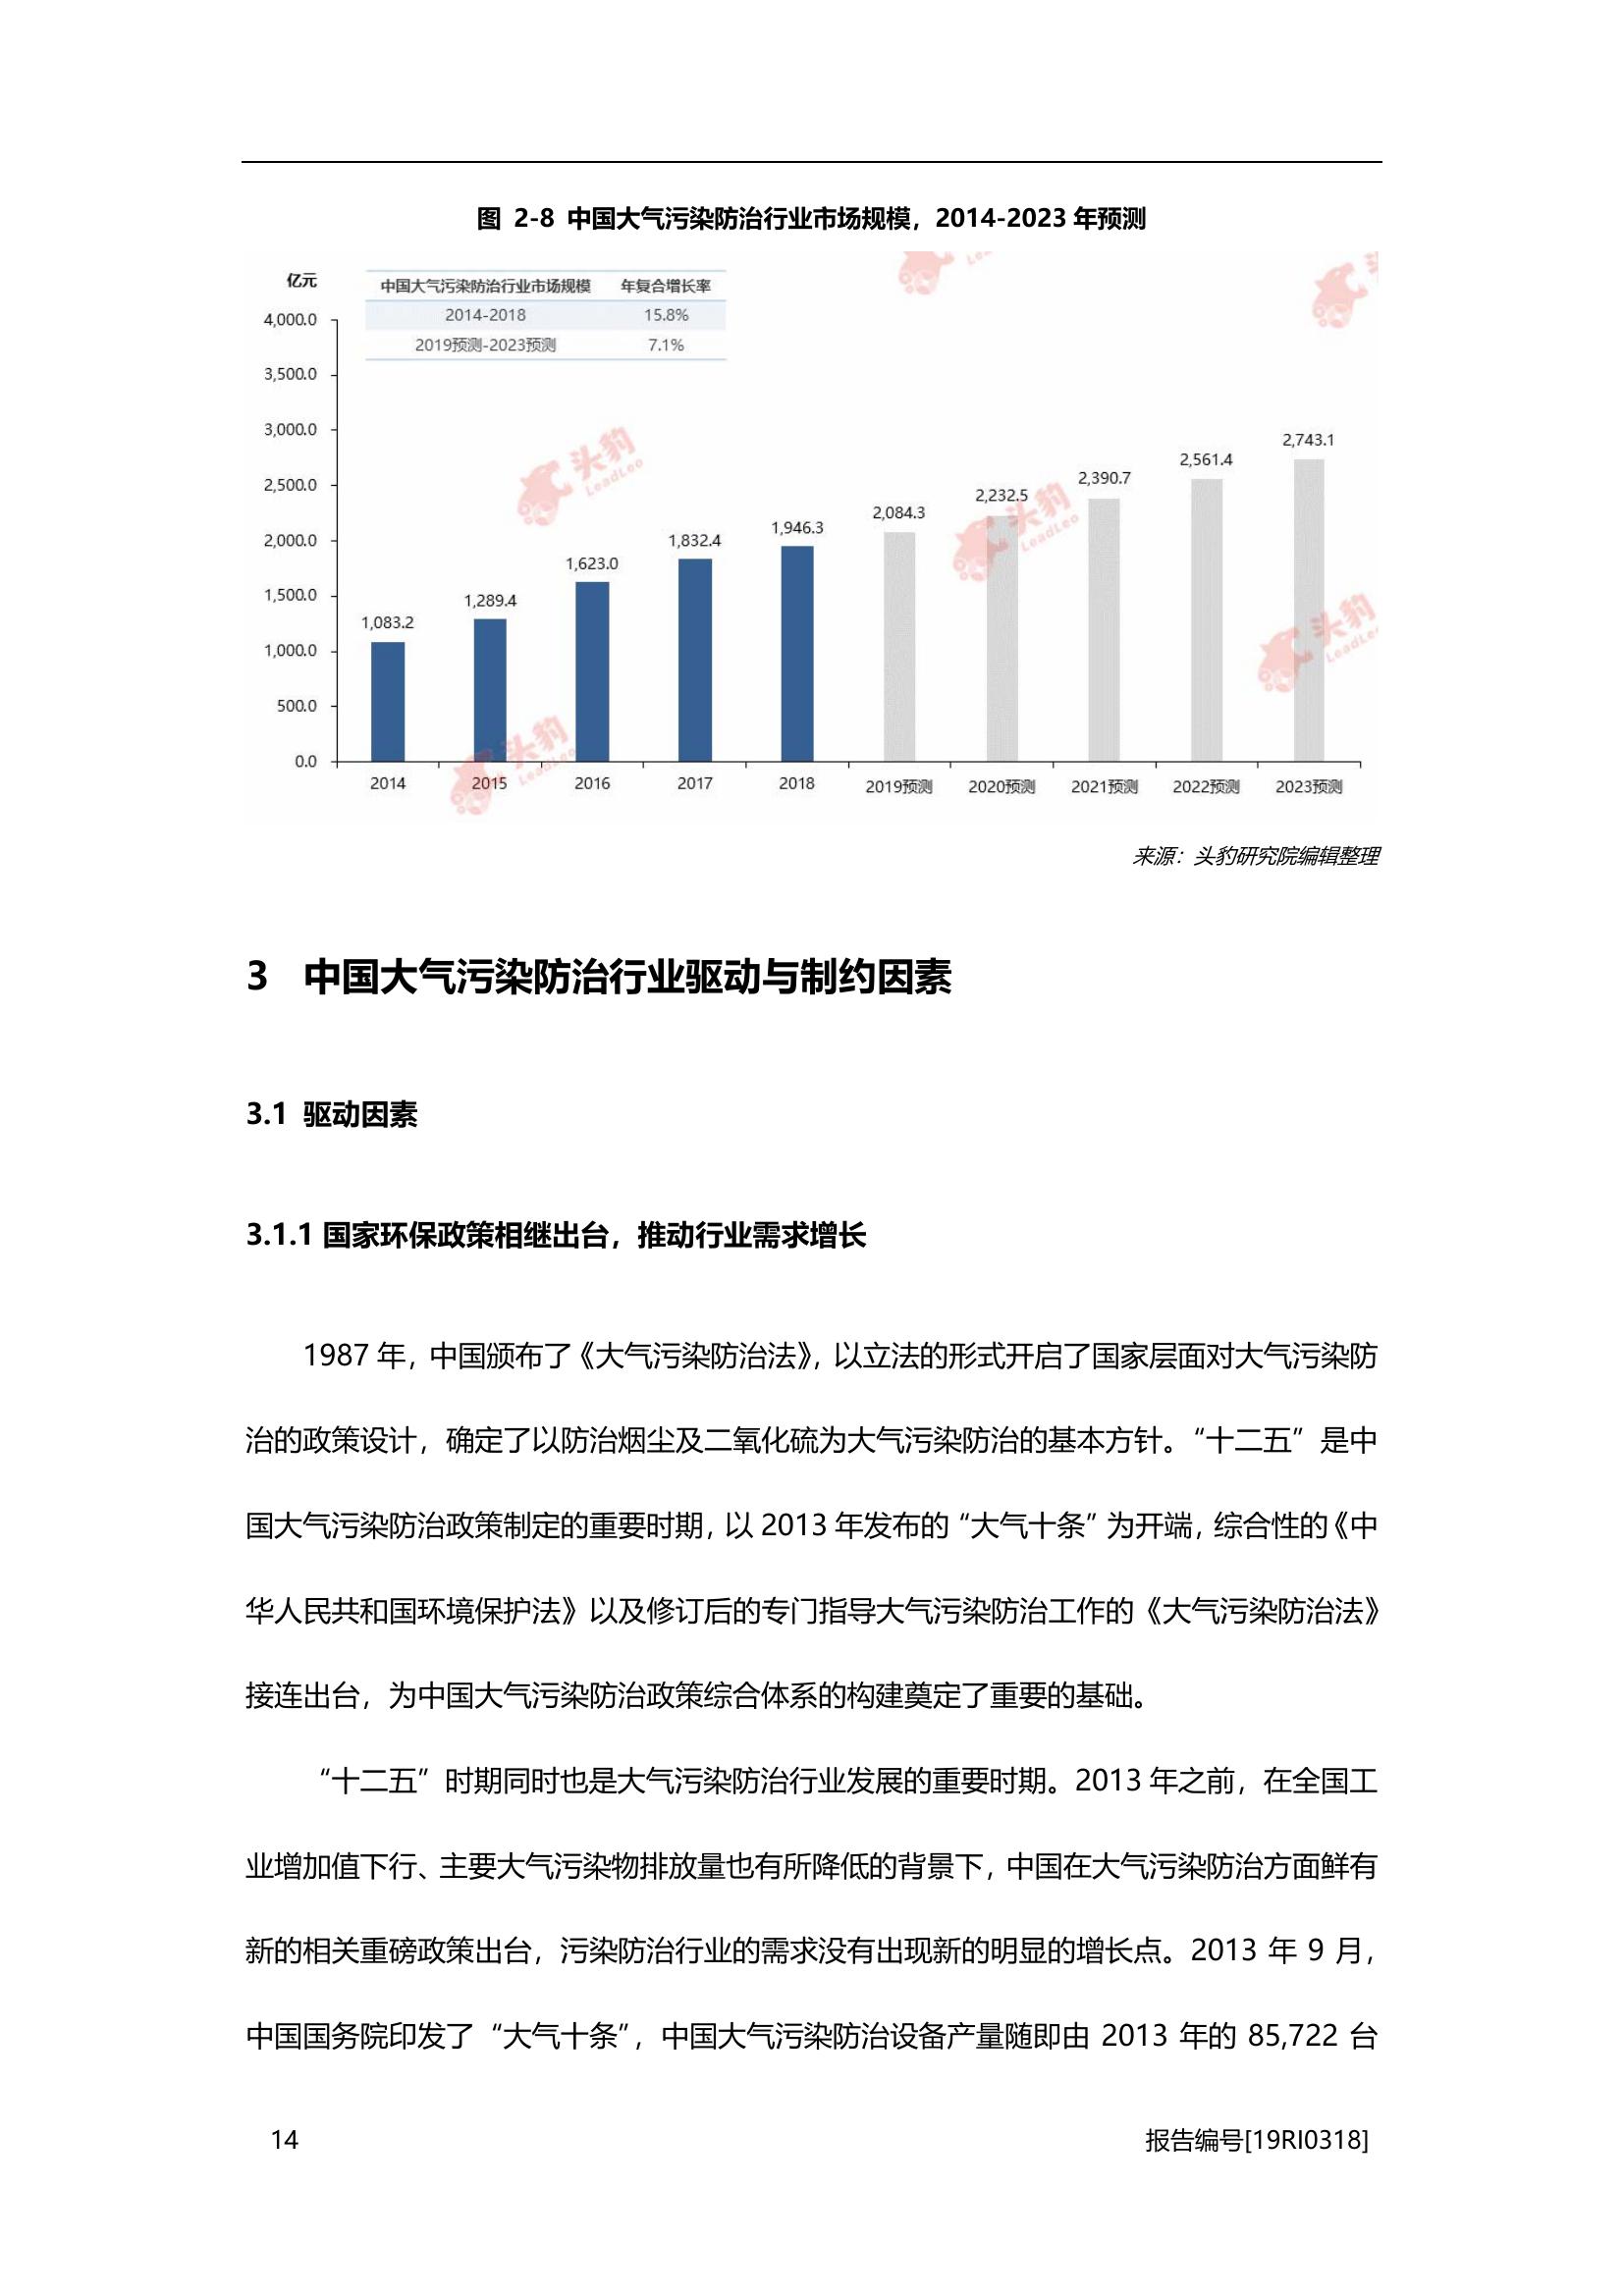 图 2-8 中国大气污染防治行业市场规模，2014-2023 年预测
亿元
中国大气污染防治行业市场规模 年复合增长率
2014-2018 15.8%
2019预测-2023预测 7.1%
4,000.0
3,500.0
3,000.0
2,500.0
2,000.0
1,500.0
1,000.0
500.0
0.0
1,083.2
1,289.4
1,623.0
1,832.4
1,946.3
2,084.3
2,232.5
2,390.7
2,561.4
2,743.1
2014 2015 2016 2017 2018 2019预测 2020预测 2021预测 2022预测 2023预测
头豹
LeadLeo
头豹
LeadLeo
头豹
LeadLeo
头豹
LeadLeo
来源：头豹研究院编辑整理
3 中国大气污染防治行业驱动与制约因素
3.1 驱动因素
3.1.1 国家环保政策相继出台，推动行业需求增长
1987 年，中国颁布了《大气污染防治法》，以立法的形式开启了国家层面对大气污染防
治的政策设计，确定了以防治烟尘及二氧化硫为大气污染防治的基本方针。“十二五”是中
国大气污染防治政策制定的重要时期，以 2013 年发布的“大气十条”为开端，综合性的《中
华人民共和国环境保护法》以及修订后的专门指导大气污染防治工作的《大气污染防治法》
接连出台，为中国大气污染防治政策综合体系的构建奠定了重要的基础。
“十二五”时期同时也是大气污染防治行业发展的重要时期。2013 年之前，在全国工
业增加值下行、主要大气污染物排放量也有所降低的背景下，中国在大气污染防治方面鲜有
新的相关重磅政策出台，污染防治行业的需求没有出现新的明显的增长点。2013 年 9 月，
中国国务院印发了“大气十条”，中国大气污染防治设备产量随即由 2013 年的 85,722 台
14 报告编号[19RI0318]